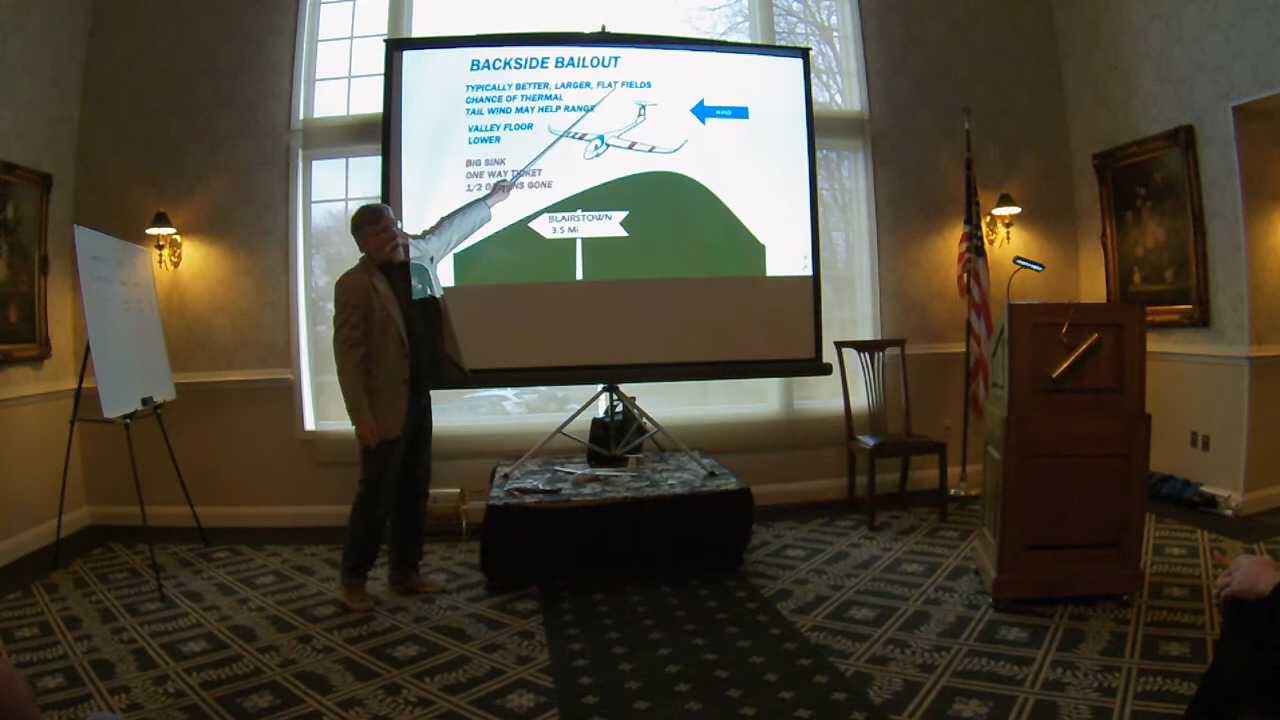 BACKSIDE BAILOUT
TYPICALLY BETTER, LARGER, FLAT FIELDS
CHANCE OF THERMAL
TAIL WIND MAY HELP RANGE
WIND
VALLEY FLOOR
LOWER
BIG SINK
ONE WAY TICKET
1/2 GONE
BLAIRSTOWN
3.5 Mi